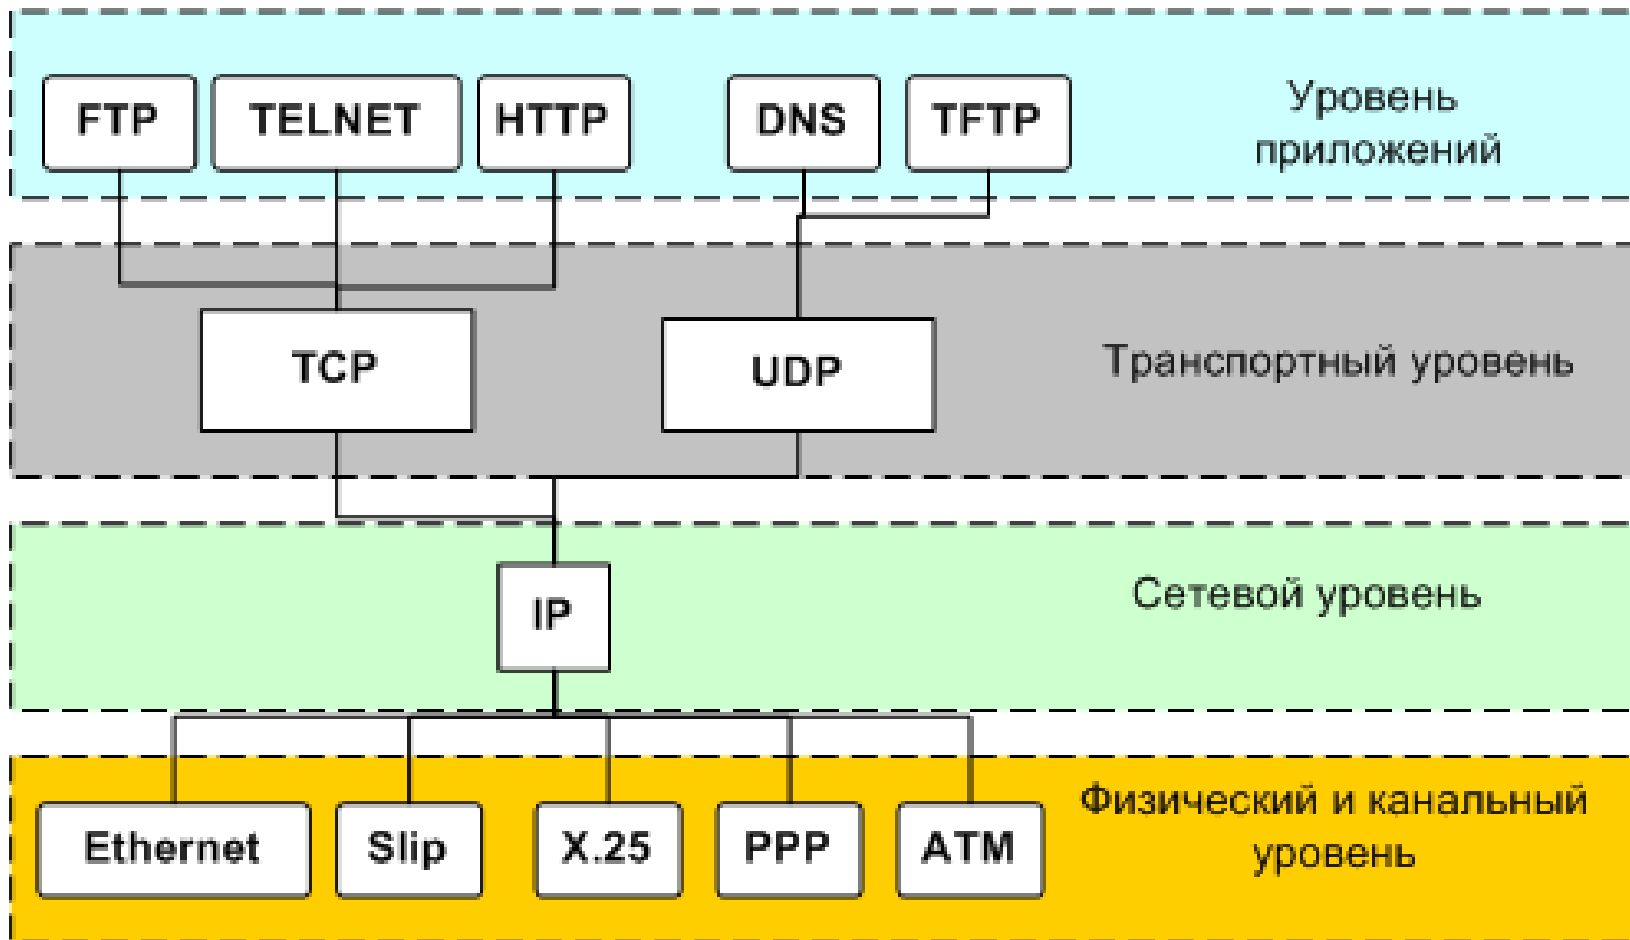 FTP
TELNET
HTTP
DNS
TFTP
Уровень
приложений
TCP
UDP
Транспортный уровень
IP
Сетевой уровень
Ethernet
Slip
X.25
PPP
ATM
Физический и канальный
уровень